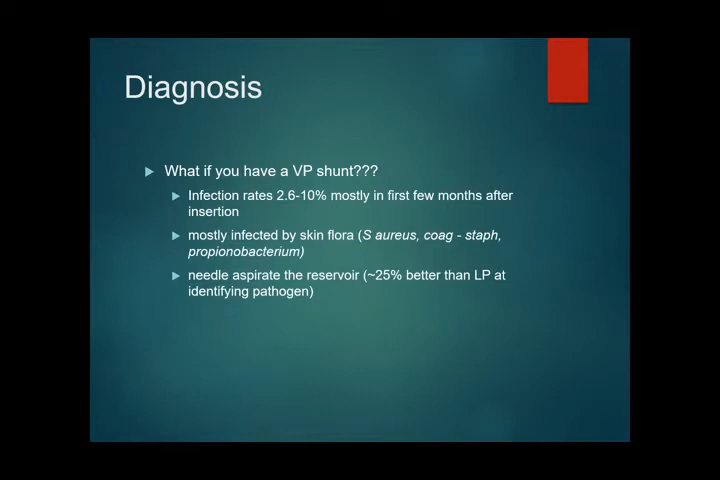 Diagnosis
What if you have a VP shunt???
Infection rates 2.6-10% mostly in first few months after
insertion
mostly infected by skin flora (S aureus, coag - staph,
propionobacterium)
needle aspirate the reservoir (~25% better than LP at
identifying pathogen)